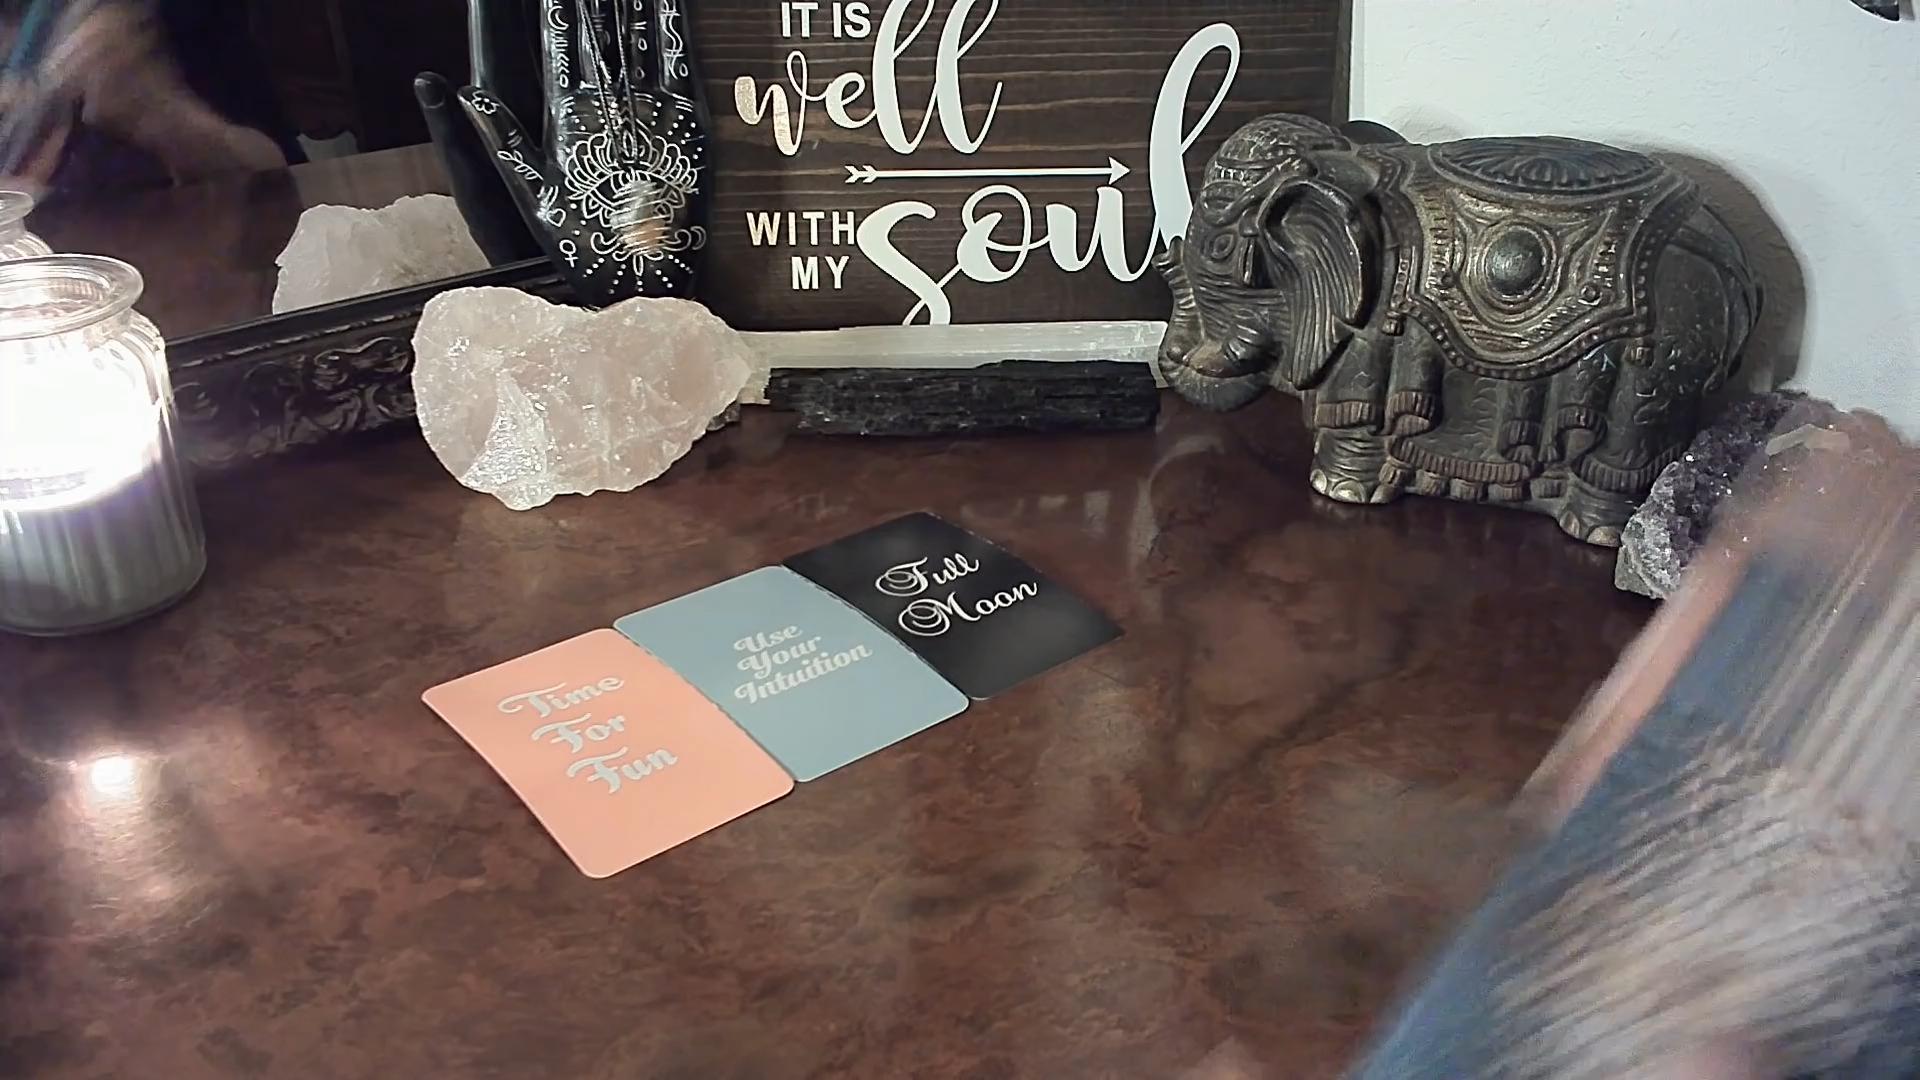 IT IS
well
WITH
MY
soul
Time
For
Fun
Use
Your
Intuition
Full
Moon